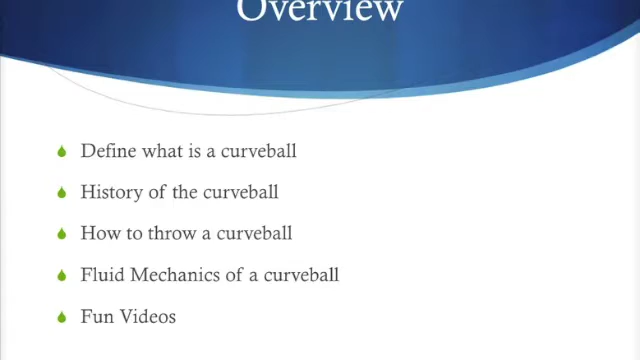 Overview
Define what is a curveball
History of the curveball
How to throw a curveball
Fluid Mechanics of a curveball
Fun Videos